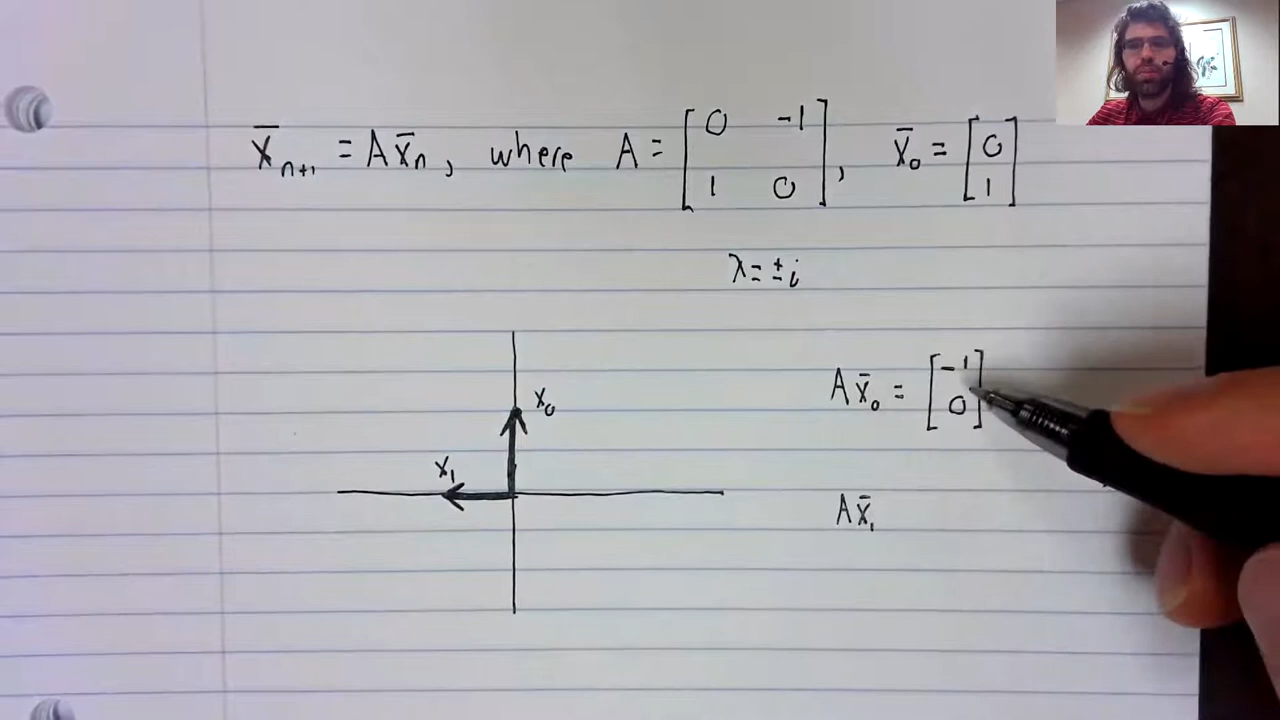 x̄ₙ₊₁ = Ax̄ₙ, where A = [0 -1; 1 0], x̄₀ = [0; 1]
λ = ±i
x₀
Ax̄₀ = [-1; 0]
x₁
Ax̄₁